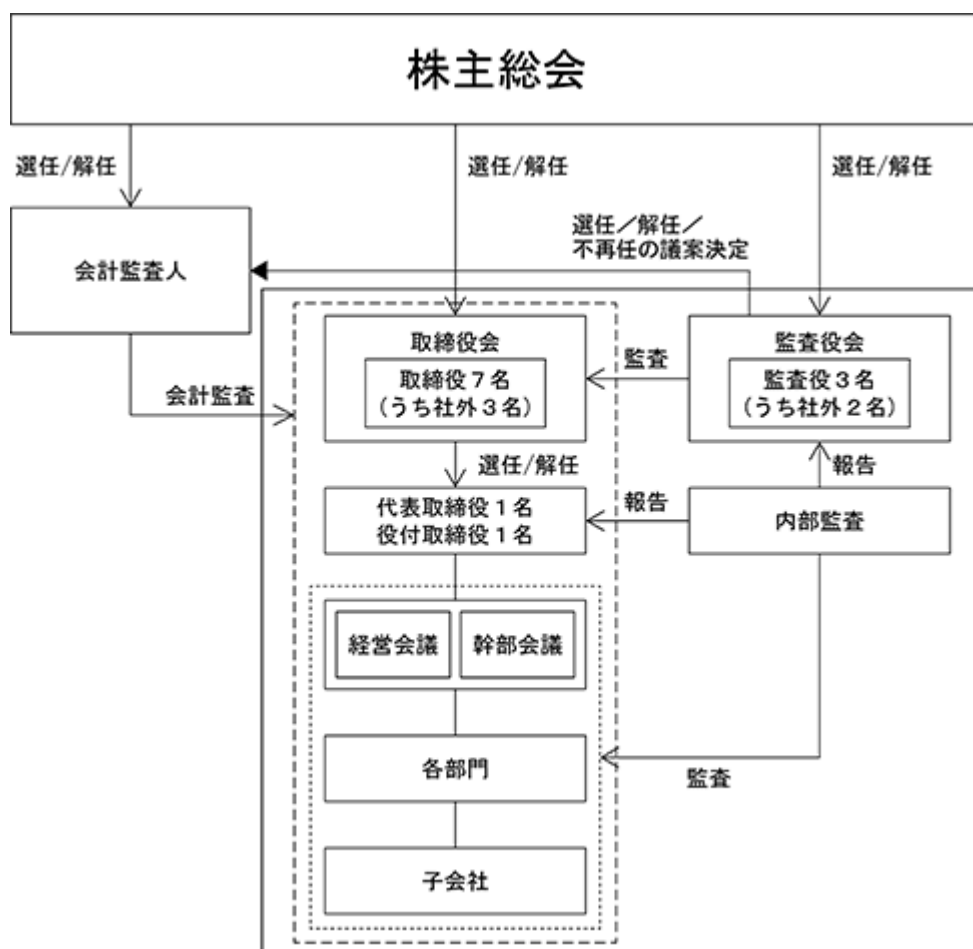 株主総会
選任/解任
選任/解任
選任/解任
選任／解任／
不再任の議案決定
会計監査人
取締役会
監査役会
取締役７名
（うち社外３名）
監査
監査役３名
（うち社外２名）
会計監査
選任/解任
報告
代表取締役１名
役付取締役１名
報告
内部監査
経営会議
幹部会議
各部門
監査
子会社